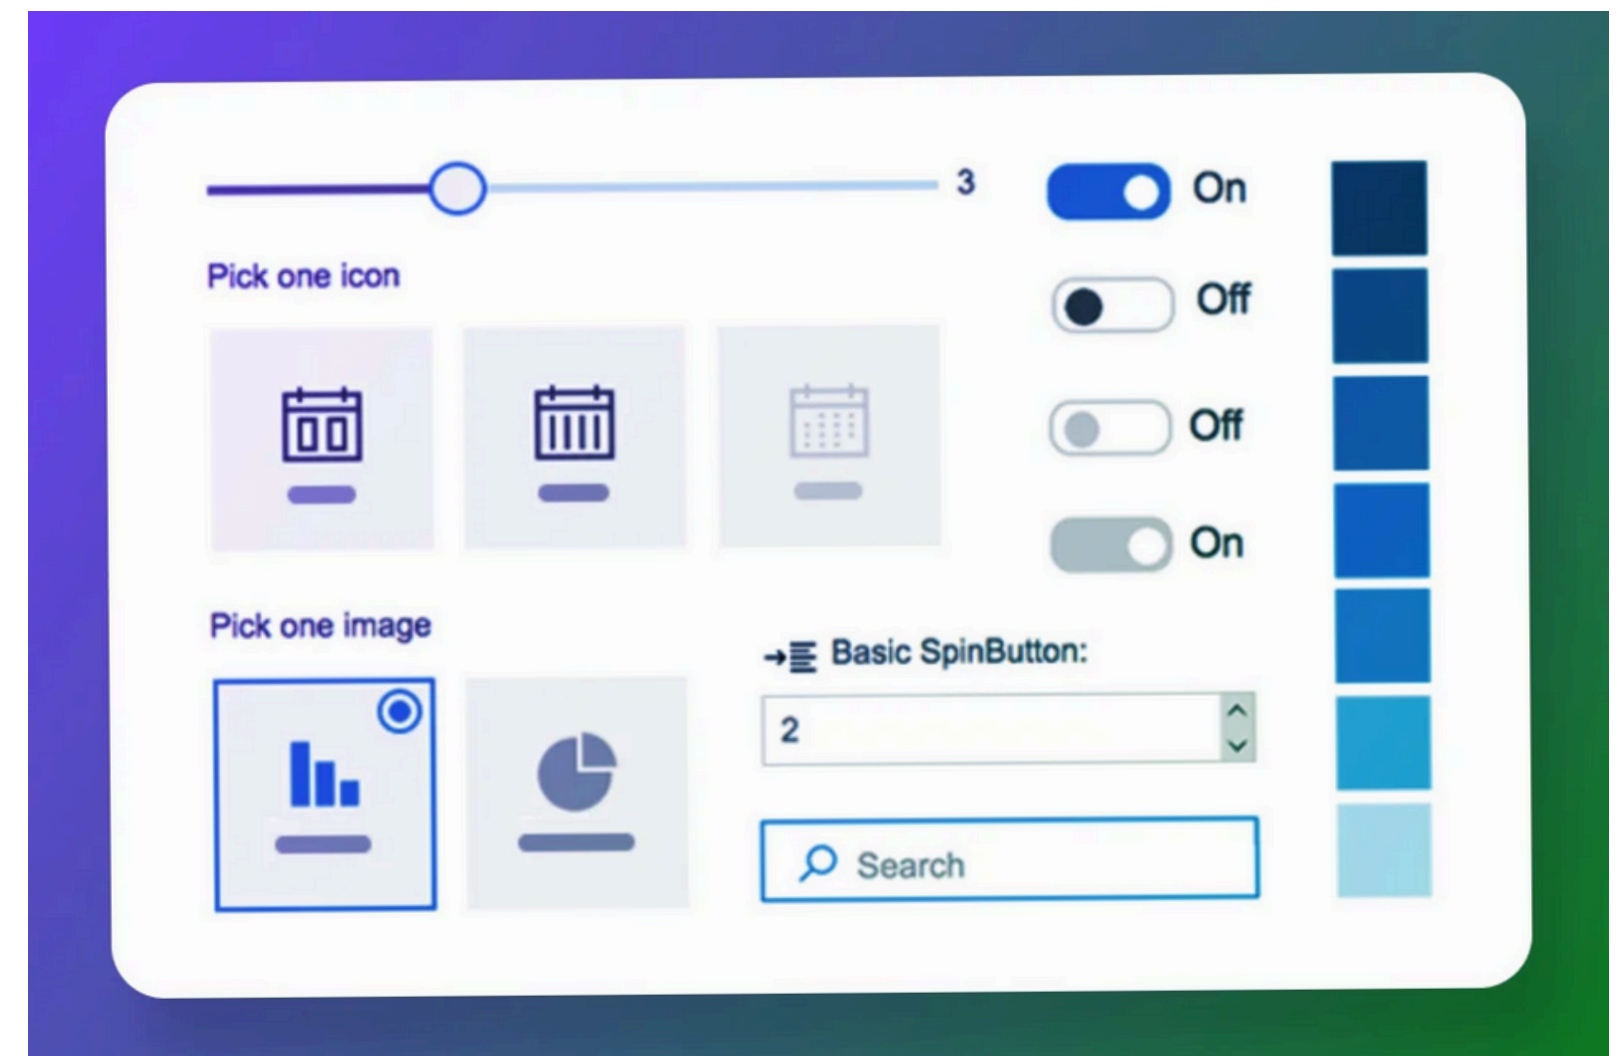 3
On
Pick one icon
Off
Off
On
Pick one image
Basic SpinButton:
2
Search